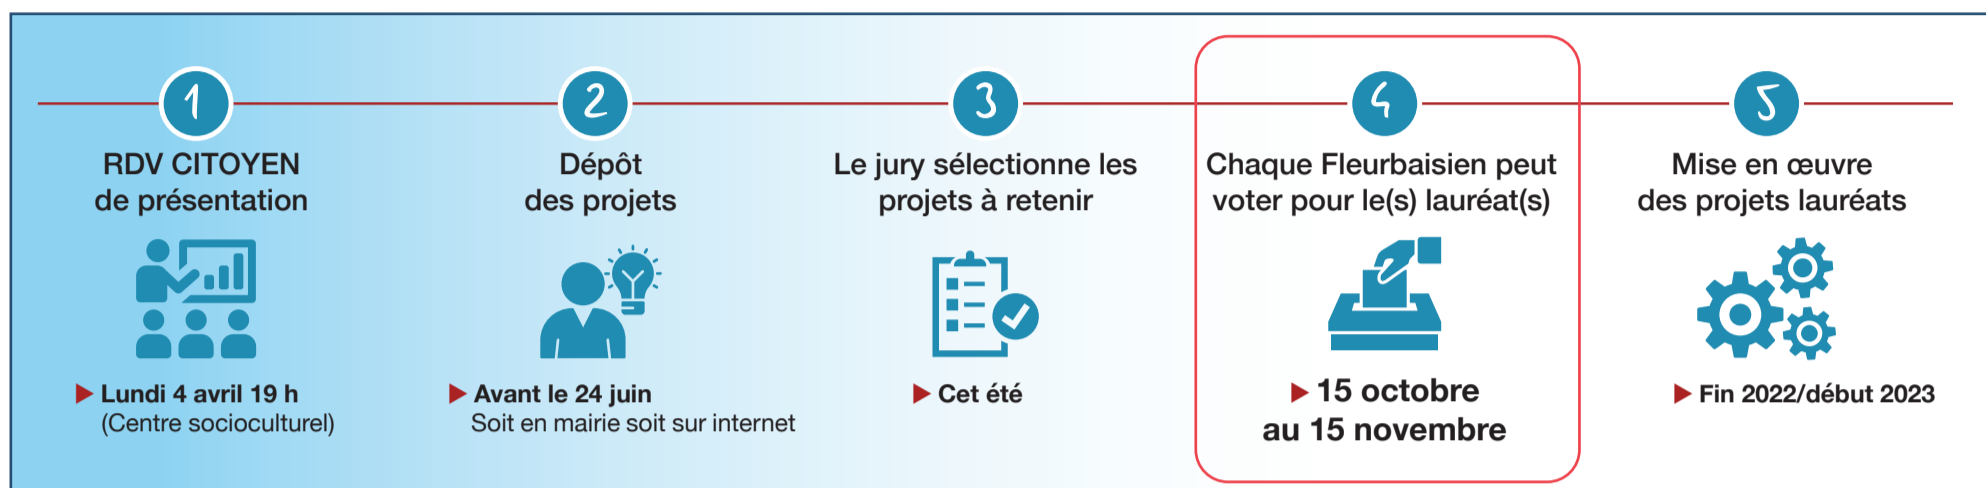 1
RDV CITOYEN
de présentation
▶ Lundi 4 avril 19 h
(Centre socioculturel)
2
Dépôt
des projets
▶ Avant le 24 juin
Soit en mairie soit sur internet
3
Le jury sélectionne les
projets à retenir
▶ Cet été
4
Chaque Fleurbaisien peut
voter pour le(s) lauréat(s)
▶ 15 octobre
au 15 novembre
5
Mise en œuvre
des projets lauréats
▶ Fin 2022/début 2023